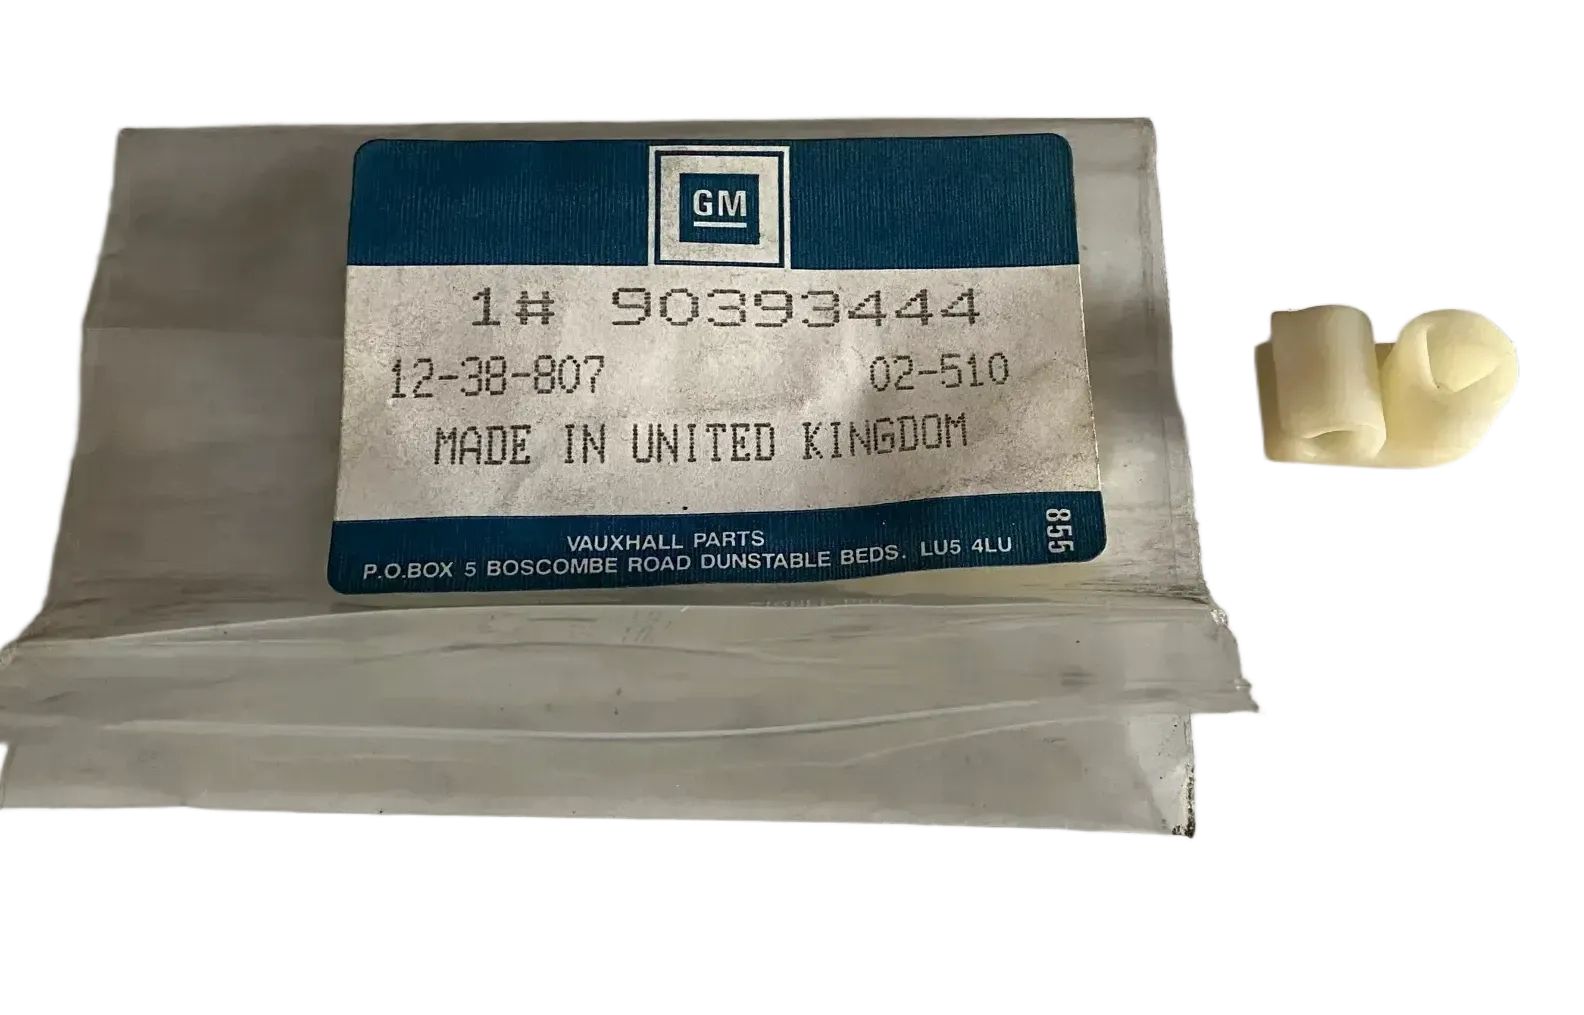 GM
1# 90393444
12-38-807 02-510
MADE IN UNITED KINGDOM
VAUXHALL PARTS
P.O.BOX 5 BOSCOMBE ROAD DUNSTABLE BEDS. LU5 4LU
855